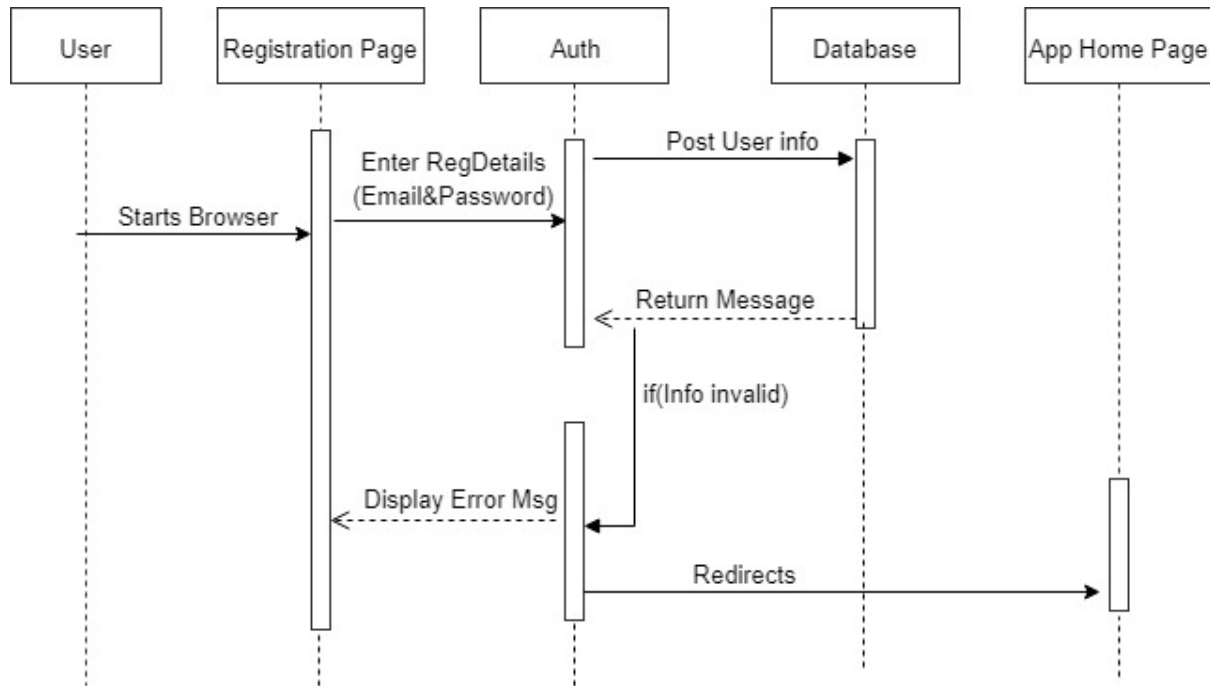 User
Registration Page
Auth
Database
App Home Page
Post User info
Enter RegDetails
(Email&Password)
Starts Browser
Return Message
if(Info invalid)
Display Error Msg
Redirects